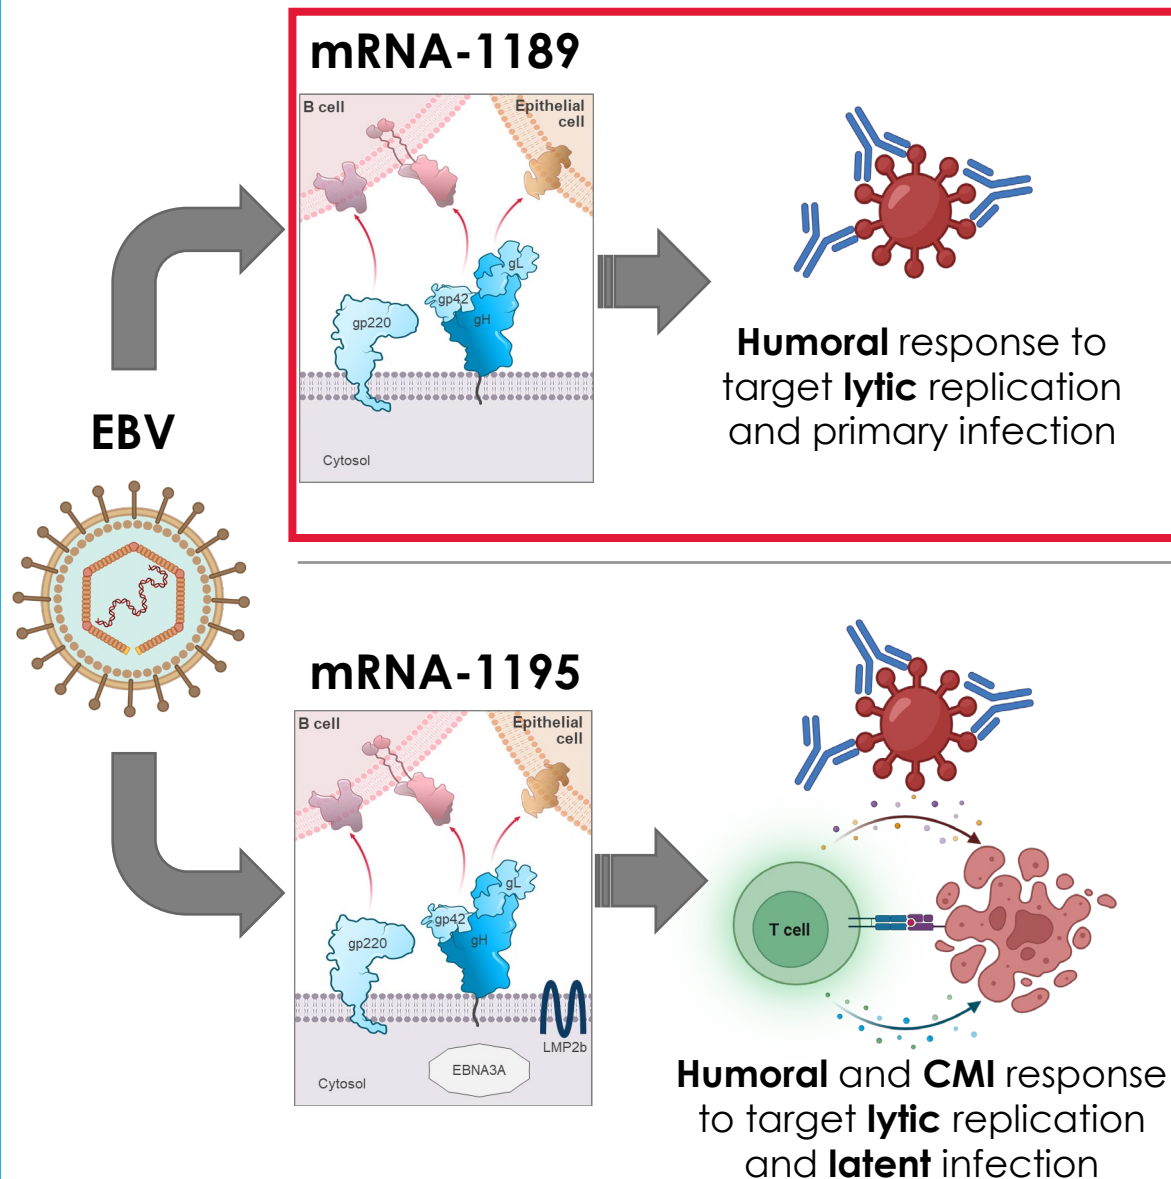 mRNA-1189
B cell
Epithelial
cell
gL
gp42
gp220
gH
Cytosol
Humoral response to
target lytic replication
and primary infection
EBV
mRNA-1195
B cell
Epithelial
cell
gL
gp42
gp220
gH
LMP2b
EBNA3A
Cytosol
T cell
Humoral and CMI response
to target lytic replication
and latent infection